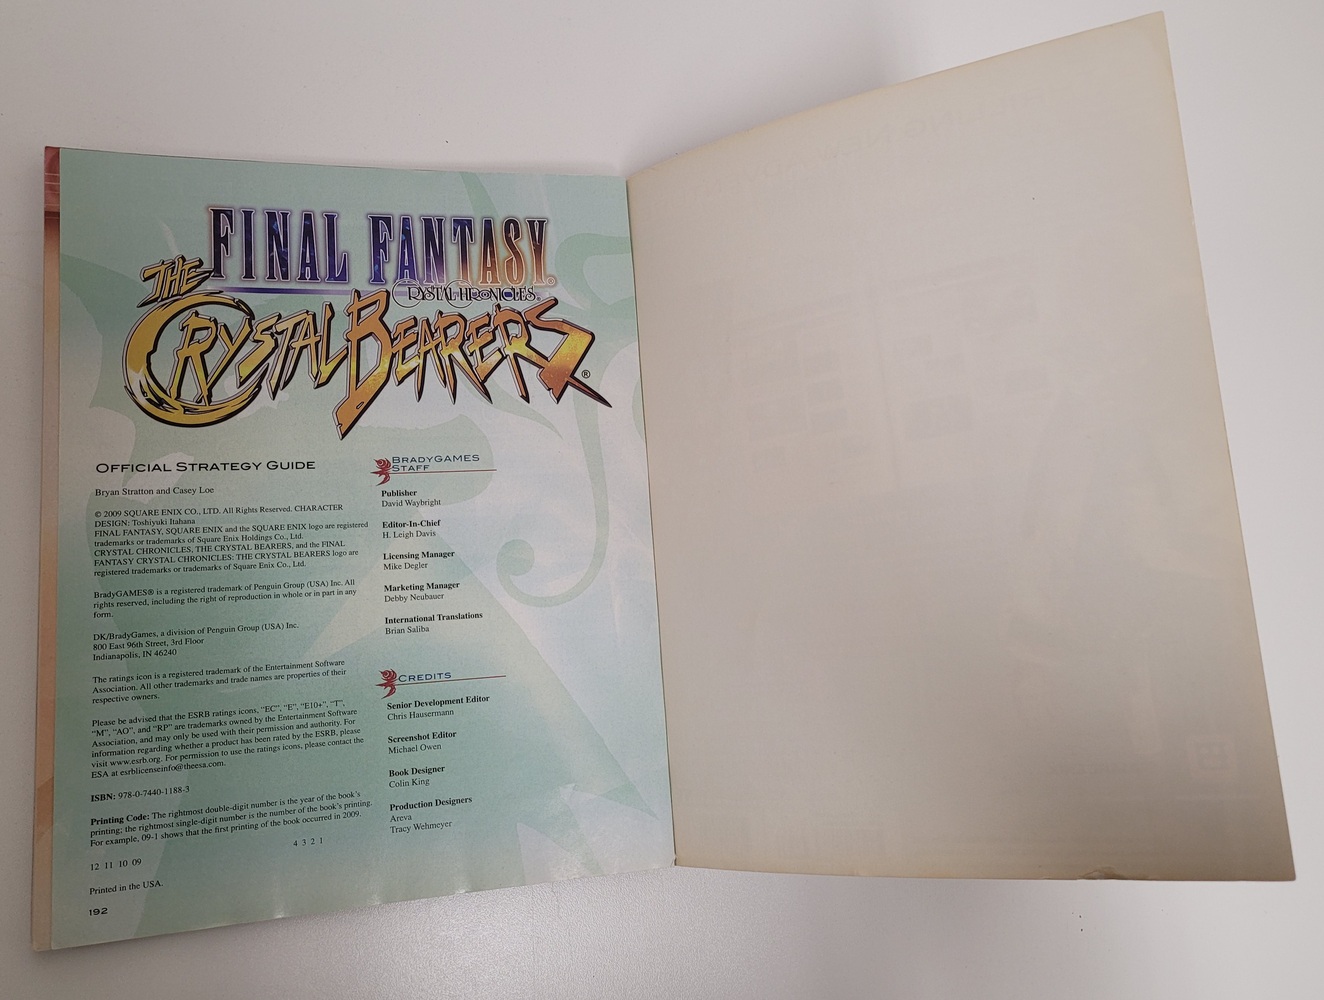 FINAL FANTASY®
CRYSTAL CHRONICLES®
THE
CRYSTAL BEARERS®
OFFICIAL STRATEGY GUIDE
Bryan Stratton and Casey Loe
© 2009 SQUARE ENIX CO., LTD. All Rights Reserved. CHARACTER
DESIGN: Toshiyuki Itahana
FINAL FANTASY, SQUARE ENIX and the SQUARE ENIX logo are registered
trademarks or trademarks of Square Enix Holdings Co., Ltd.
CRYSTAL CHRONICLES, THE CRYSTAL BEARERS, and the FINAL
FANTASY CRYSTAL CHRONICLES: THE CRYSTAL BEARERS logo are
registered trademarks or trademarks of Square Enix Co., Ltd.
BradyGAMES® is a registered trademark of Penguin Group (USA) Inc. All
rights reserved, including the right of reproduction in whole or in part in any
form.
DK/BradyGames, a division of Penguin Group (USA) Inc.
800 East 96th Street, 3rd Floor
Indianapolis, IN 46240
The ratings icon is a registered trademark of the Entertainment Software
Association. All other trademarks and trade names are properties of their
respective owners.
Please be advised that the ESRB ratings icons, "EC", "E", "E10+", "T",
"M", "AO", and "RP" are trademarks owned by the Entertainment Software
Association, and may only be used with their permission and authority. For
information regarding whether a product has been rated by the ESRB, please
visit www.esrb.org. For permission to use the ratings icons, please contact the
ESA at esrblicenseinfo@theesa.com.
ISBN: 978-0-7440-1188-3
Printing Code: The rightmost double-digit number is the year of the book's
printing; the rightmost single-digit number is the number of the book's printing.
For example, 09-1 shows that the first printing of the book occurred in 2009.
4 3 2 1
12 11 10 09
Printed in the USA.
192
BRADYGAMES
STAFF
Publisher
David Waybright
Editor-In-Chief
H. Leigh Davis
Licensing Manager
Mike Degler
Marketing Manager
Debby Neubauer
International Translations
Brian Saliba
CREDITS
Senior Development Editor
Chris Hausermann
Screenshot Editor
Michael Owen
Book Designer
Colin King
Production Designers
Areva
Tracy Wehmeyer